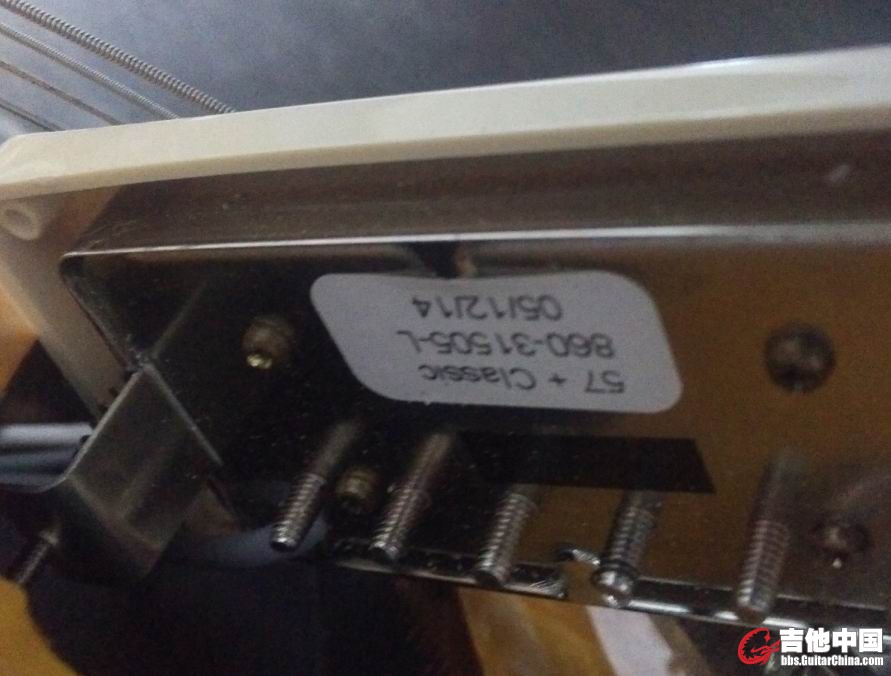 57 + Classic
860-31505-L
05/12/14
吉他中国
bbs.GuitarChina.com